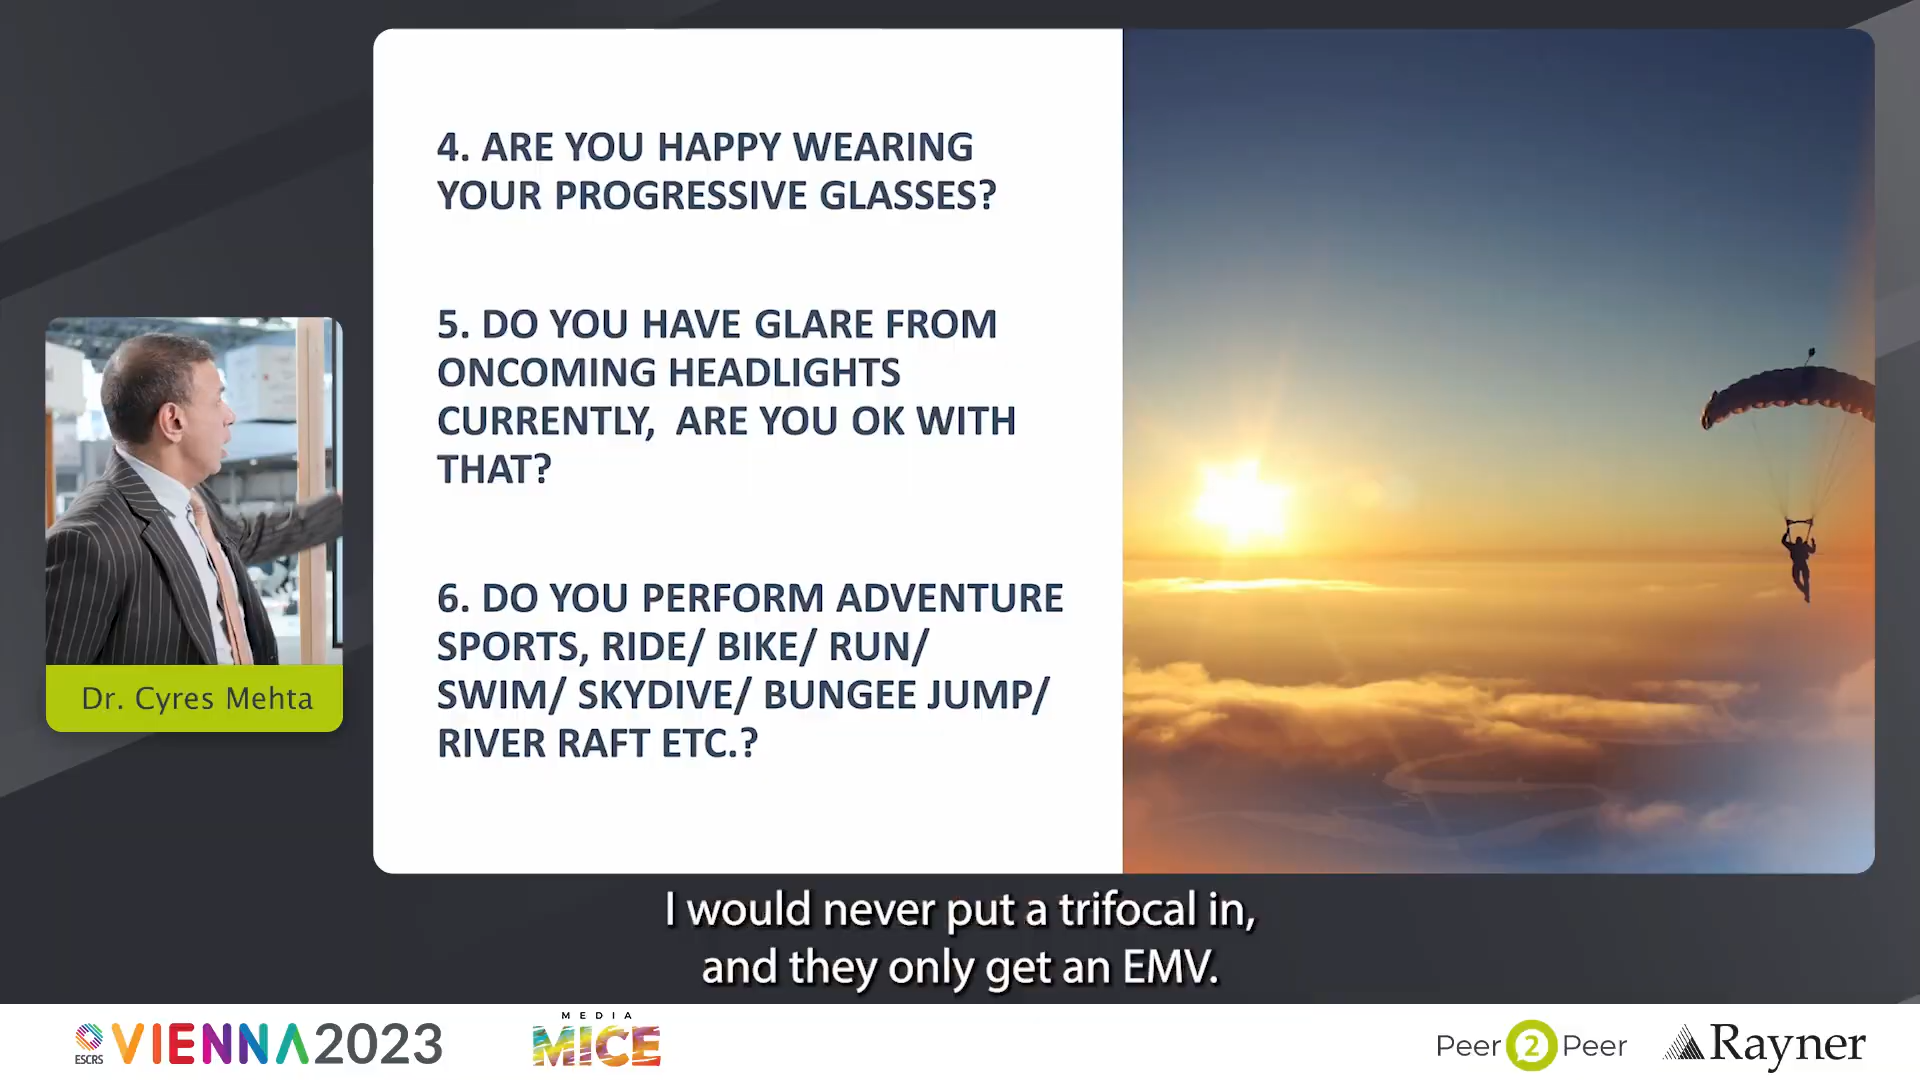 4. ARE YOU HAPPY WEARING
YOUR PROGRESSIVE GLASSES?
5. DO YOU HAVE GLARE FROM
ONCOMING HEADLIGHTS
CURRENTLY, ARE YOU OK WITH
THAT?
6. DO YOU PERFORM ADVENTURE
SPORTS, RIDE/ BIKE/ RUN/
SWIM/ SKYDIVE/ BUNGEE JUMP/
RIVER RAFT ETC.?
Dr. Cyres Mehta
I would never put a trifocal in,
and they only get an EMV.
ESCRS VIENNA2023
MEDIA
MICE
Peer 2 Peer
Rayner